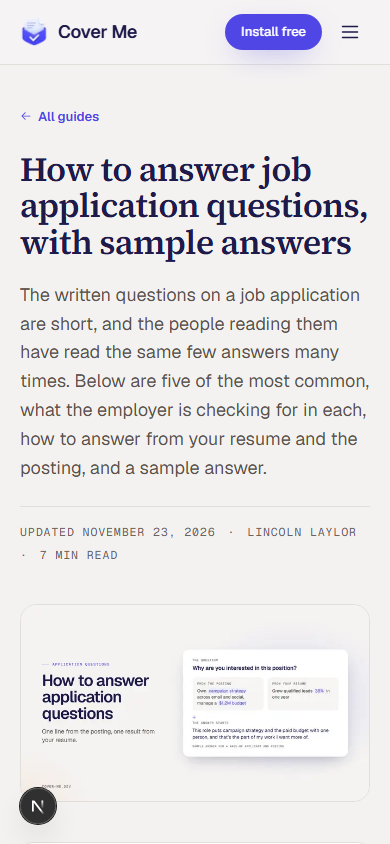 Cover Me
Install free
← All guides
How to answer job
application questions,
with sample answers
The written questions on a job application
are short, and the people reading them
have read the same few answers many
times. Below are five of the most common,
what the employer is checking for in each,
how to answer from your resume and the
posting, and a sample answer.
UPDATED NOVEMBER 23, 2026 · LINCOLN LAYLOR
· 7 MIN READ
APPLICATION QUESTIONS
How to answer
application
questions
One line from the posting, one result from
your resume.
THE QUESTION
Why are you interested in this position?
FROM THE POSTING
Own campaign strategy
across email and social,
manage a $1.2M budget
FROM YOUR RESUME
Grew qualified leads 38% in
one year
THE ANSWER STARTS
This role puts campaign strategy and the paid budget with one
person, and that's the part of my work I want more of.
N